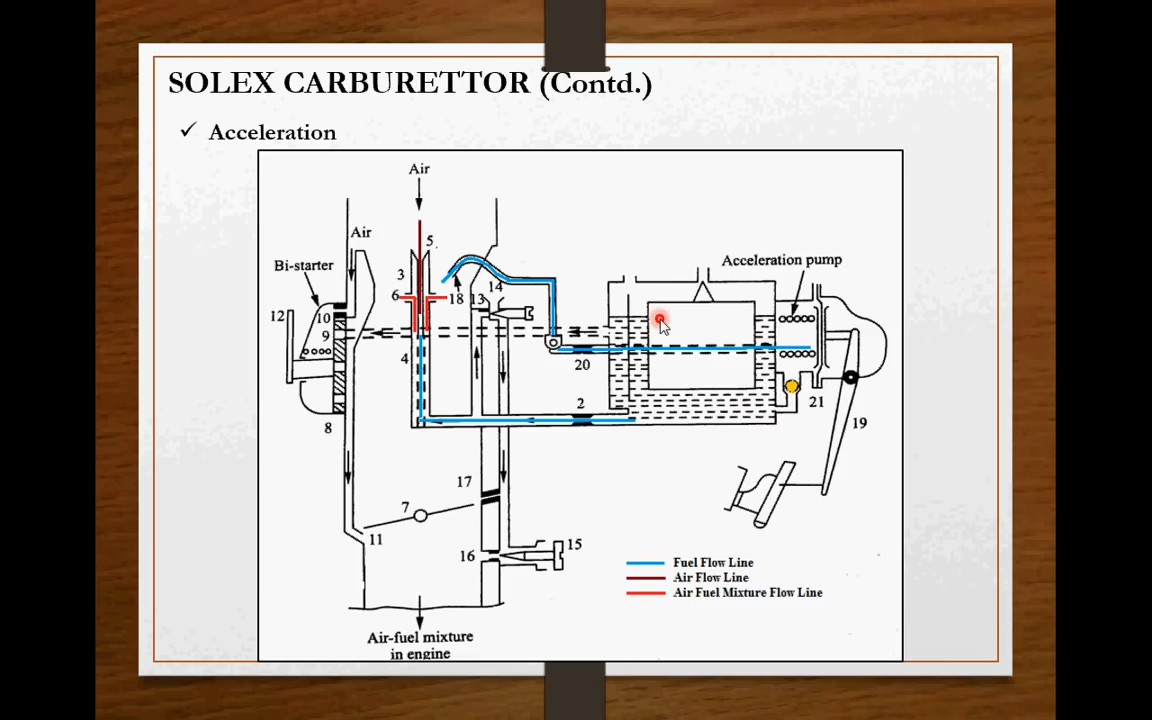 SOLEX CARBURETTOR (Contd.)
✓ Acceleration
Air
Air
5
Acceleration pump
Bi-starter
3
6
18
13
14
12
10
9
4
20
2
21
8
19
17
7
11
16
15
Fuel Flow Line
Air Flow Line
Air Fuel Mixture Flow Line
Air-fuel mixture
in engine